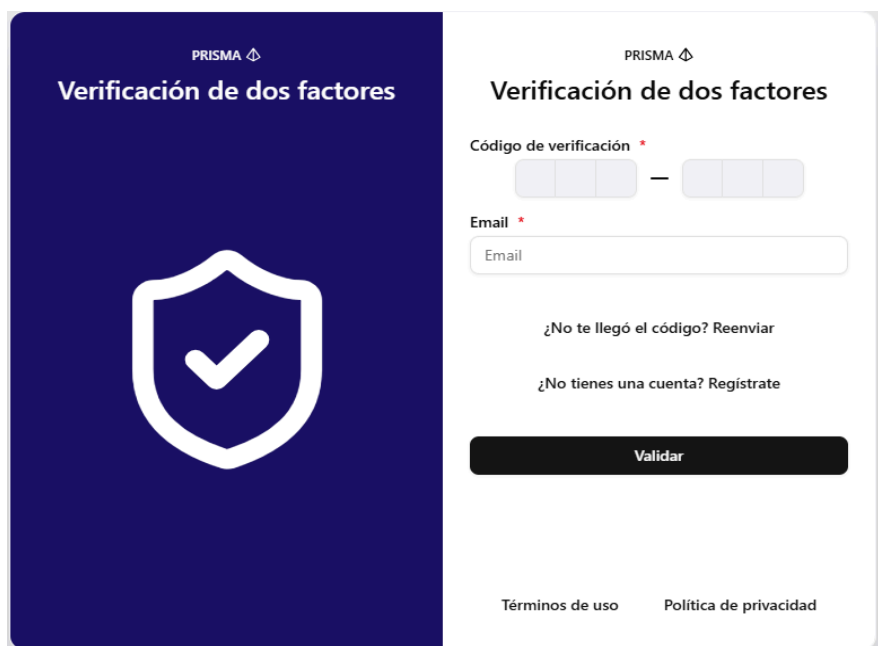 PRISMA
Verificación de dos factores
PRISMA
Verificación de dos factores
Código de verificación *
—
Email *
Email
¿No te llegó el código? Reenviar
¿No tienes una cuenta? Regístrate
Validar
Términos de uso Política de privacidad